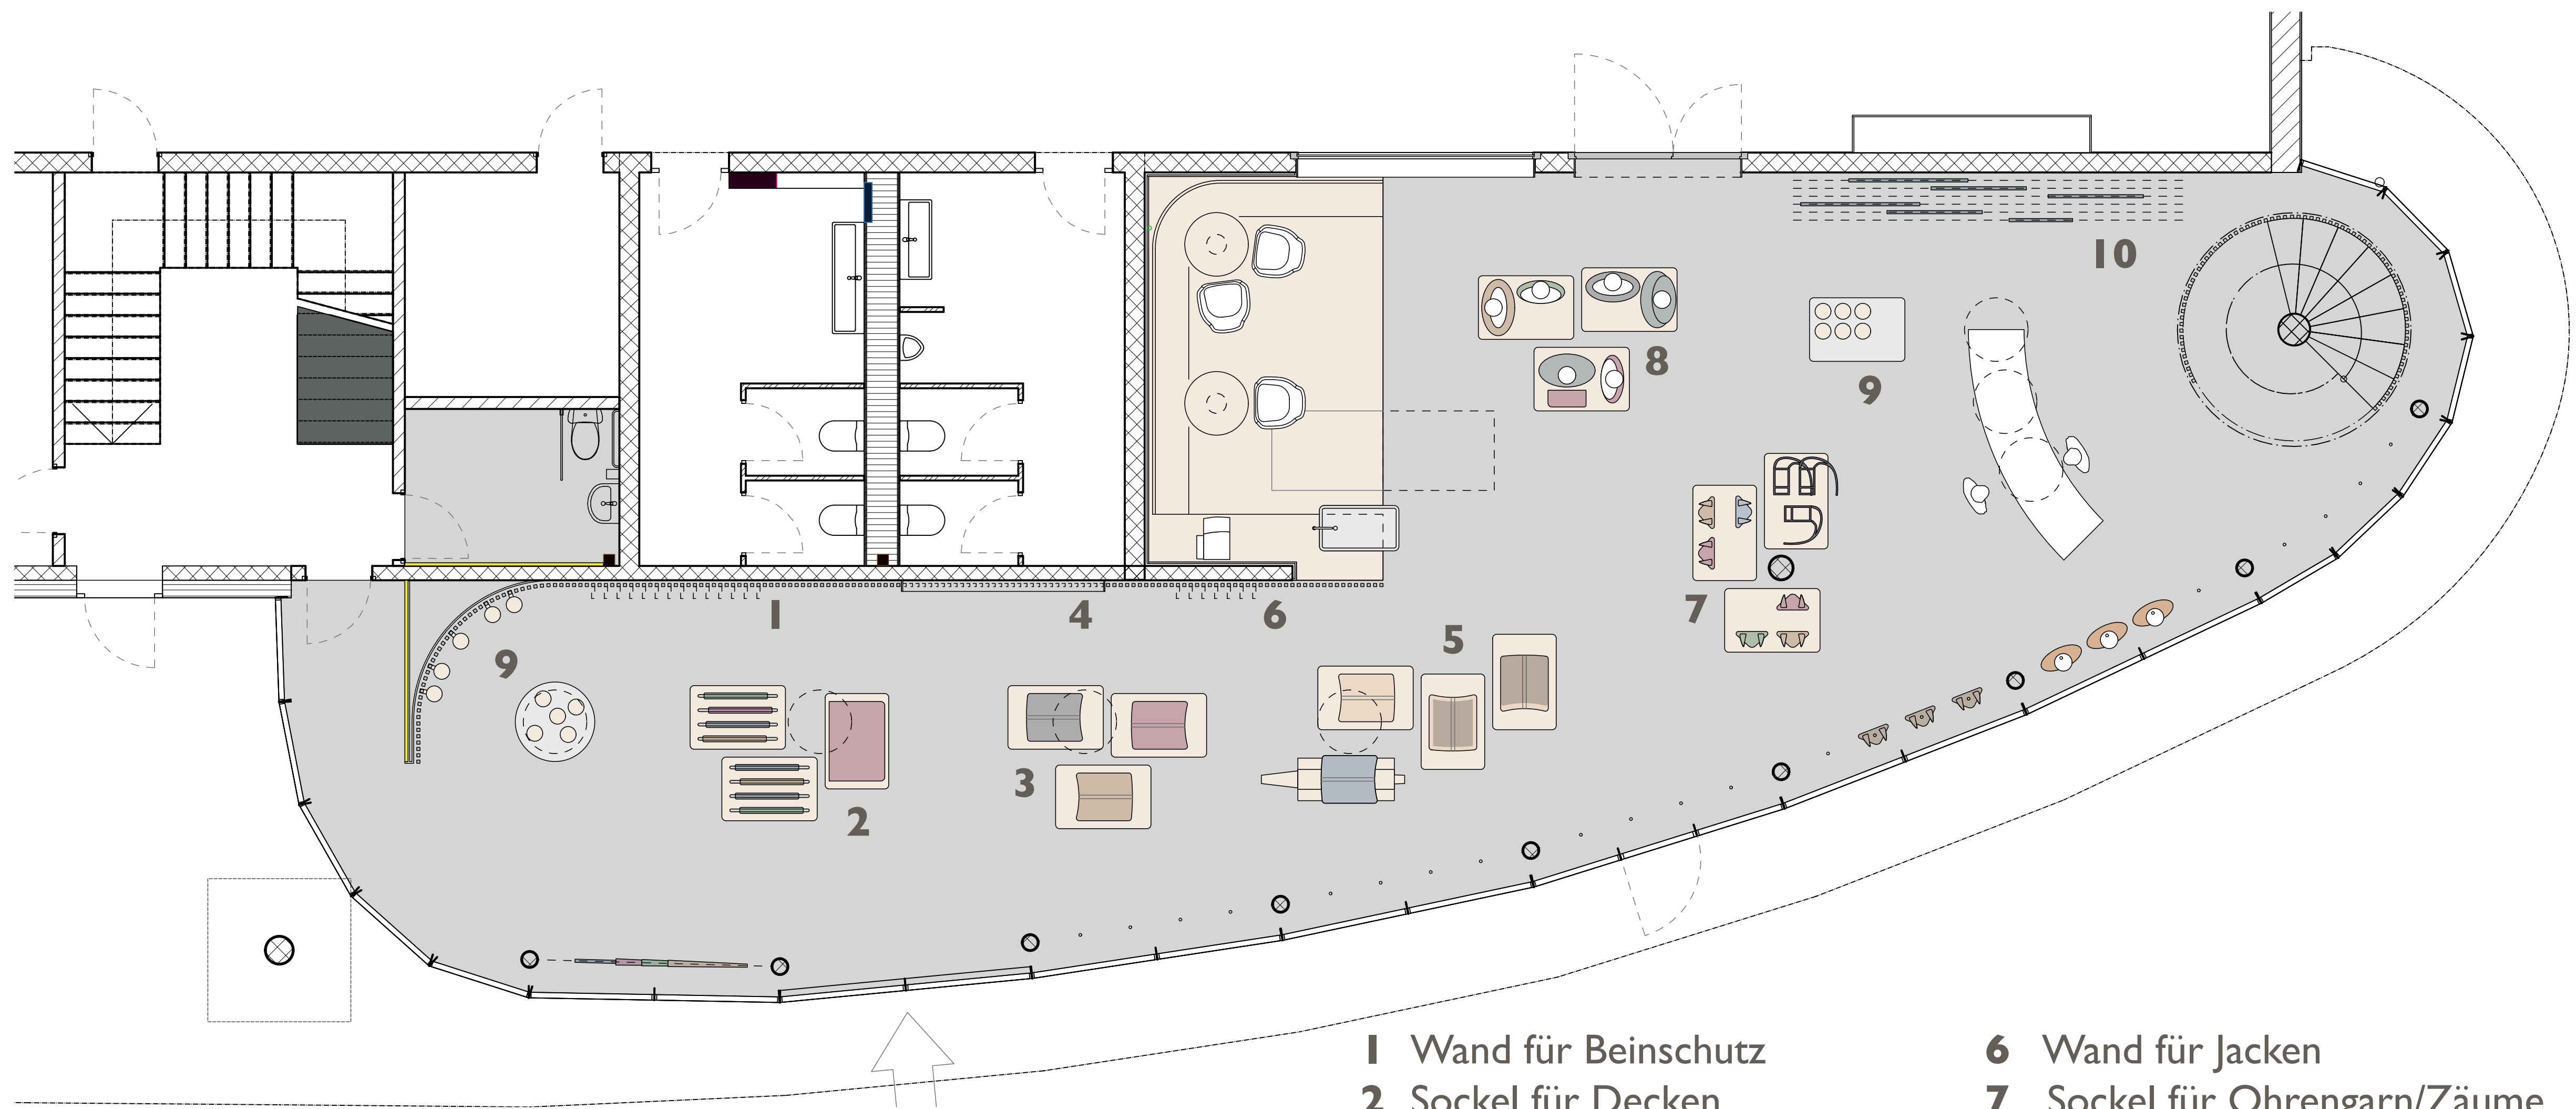 10
8
9
7
1
4
6
5
9
3
2
1 Wand für Beinschutz
6 Wand für Jacken
2 Sockel für Decken
7 Sockel für Ohrengarn/Zäume